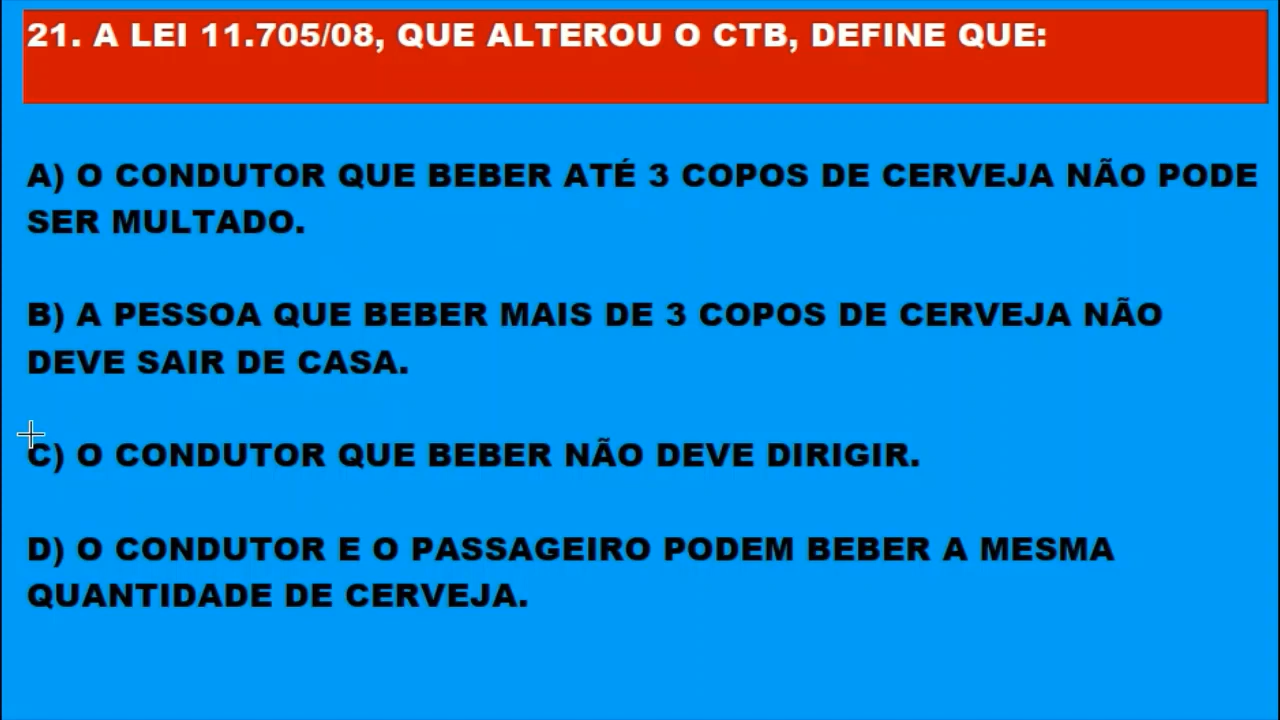 21. A LEI 11.705/08, QUE ALTEROU O CTB, DEFINE QUE:
A) O CONDUTOR QUE BEBER ATÉ 3 COPOS DE CERVEJA NÃO PODE
SER MULTADO.
B) A PESSOA QUE BEBER MAIS DE 3 COPOS DE CERVEJA NÃO
DEVE SAIR DE CASA.
C) O CONDUTOR QUE BEBER NÃO DEVE DIRIGIR.
D) O CONDUTOR E O PASSAGEIRO PODEM BEBER A MESMA
QUANTIDADE DE CERVEJA.